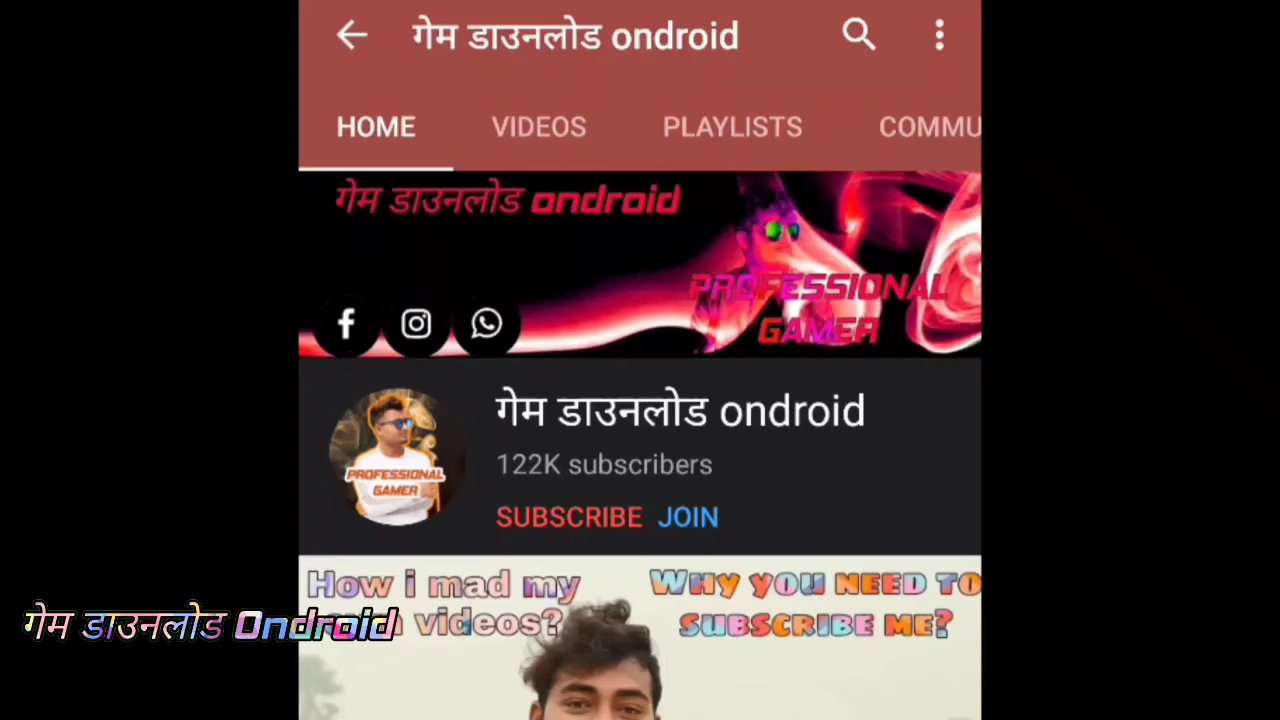 गेम डाउनलोड ondroid
HOME VIDEOS PLAYLISTS COMMU
गेम डाउनलोड ondroid
PROFESSIONAL
GAMER
PROFESSIONAL
GAMER
गेम डाउनलोड ondroid
122K subscribers
SUBSCRIBE JOIN
How i mad my
videos?
WHY YOU NEED TO
SUBSCRIBE ME?
गेम डाउनलोड Ondroid